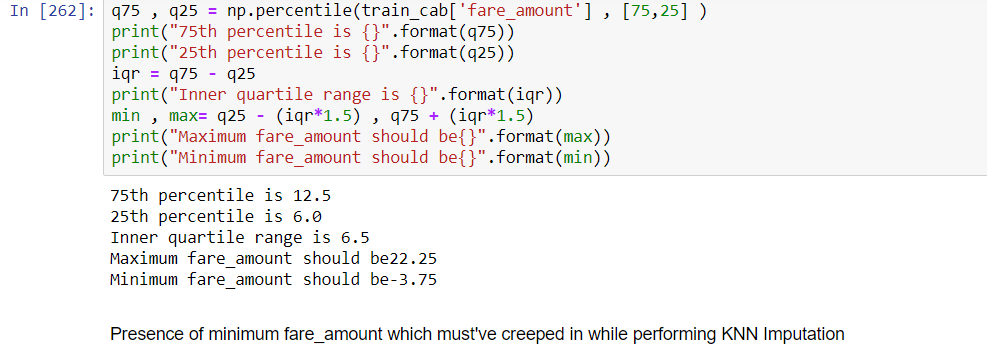 In [262]: q75 , q25 = np.percentile(train_cab['fare_amount'] , [75,25] )
print("75th percentile is {}".format(q75))
print("25th percentile is {}".format(q25))
iqr = q75 - q25
print("Inner quartile range is {}".format(iqr))
min , max= q25 - (iqr*1.5) , q75 + (iqr*1.5)
print("Maximum fare_amount should be{}".format(max))
print("Minimum fare_amount should be{}".format(min))
75th percentile is 12.5
25th percentile is 6.0
Inner quartile range is 6.5
Maximum fare_amount should be22.25
Minimum fare_amount should be-3.75
Presence of minimum fare_amount which must've creeped in while performing KNN Imputation